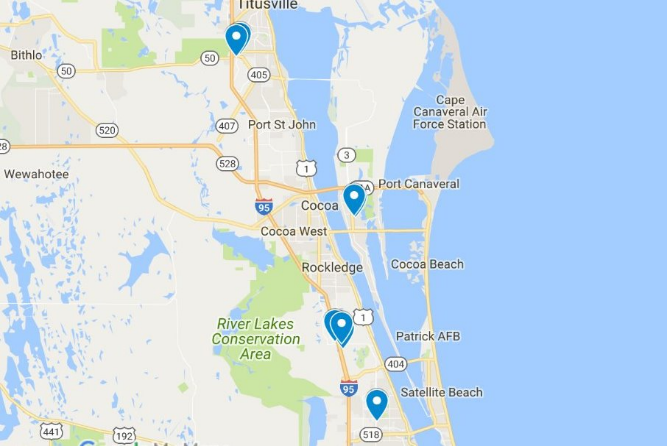 Titusville
Bithlo
50
50
405
Cape
Canaveral Air
Force Station
407
Port St John
520
528
3
Wewahotee
1
A
Port Canaveral
95
Cocoa
Cocoa West
Cocoa Beach
Rockledge
River Lakes
Conservation
Area
1
Patrick AFB
404
95
Satellite Beach
441
192
518